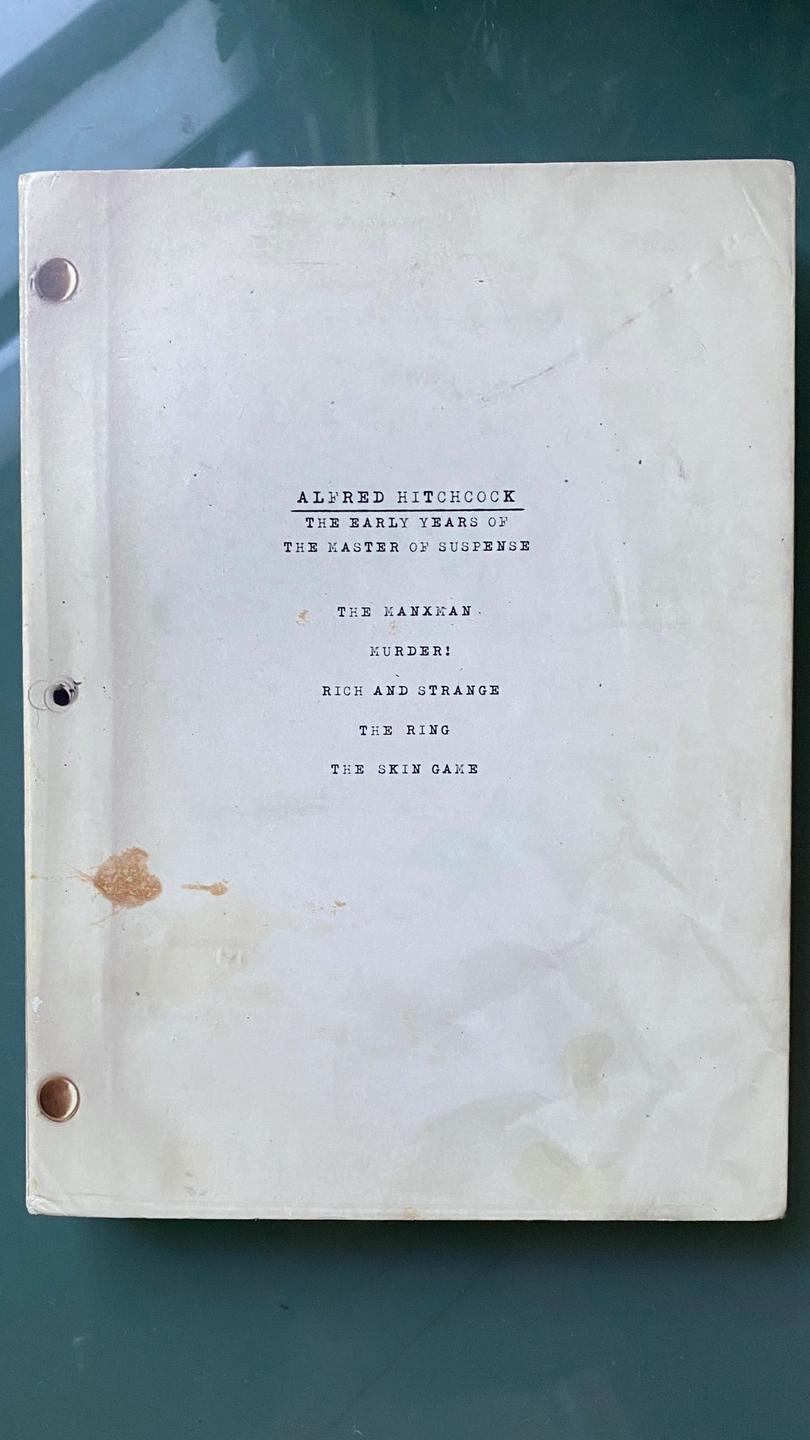 ALFRED HITCHCOCK
THE EARLY YEARS OF
THE MASTER OF SUSPENSE
THE MANXMAN
MURDER!
RICH AND STRANGE
THE RING
THE SKIN GAME